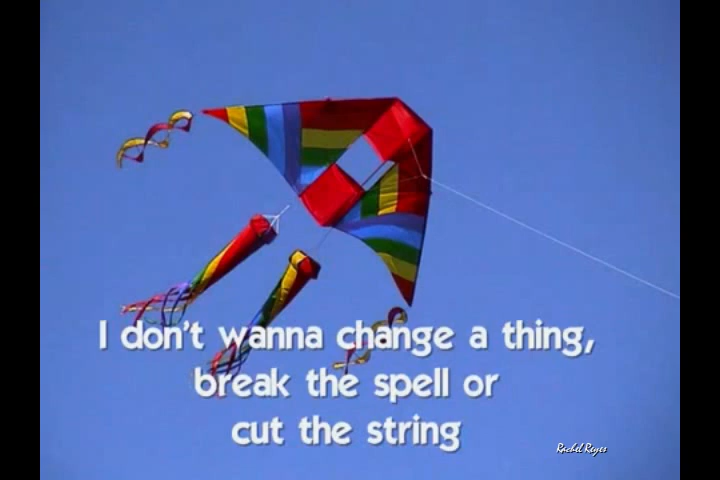 I don't wanna change a thing,
break the spell or
cut the string
Rachel Reyes